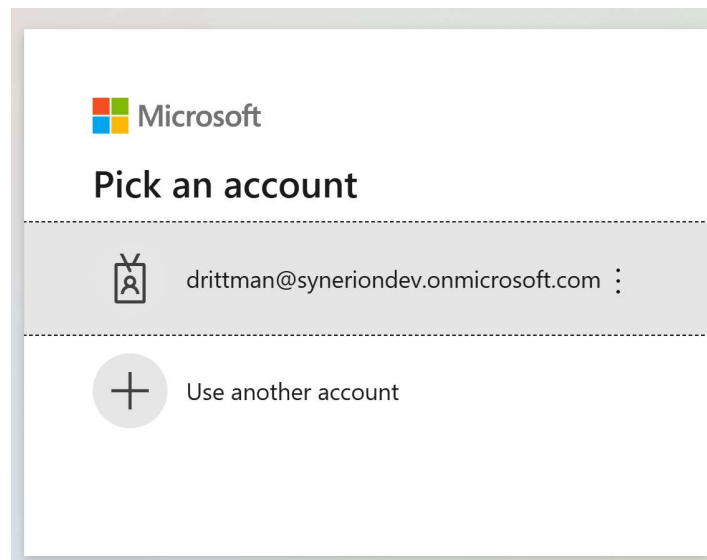 Microsoft
Pick an account
drittman@syneriondev.onmicrosoft.com
Use another account